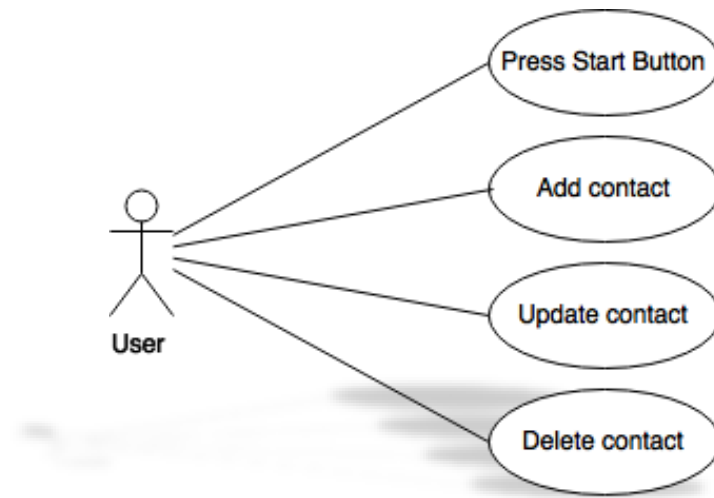 Press Start Button
Add contact
User
Update contact
Delete contact